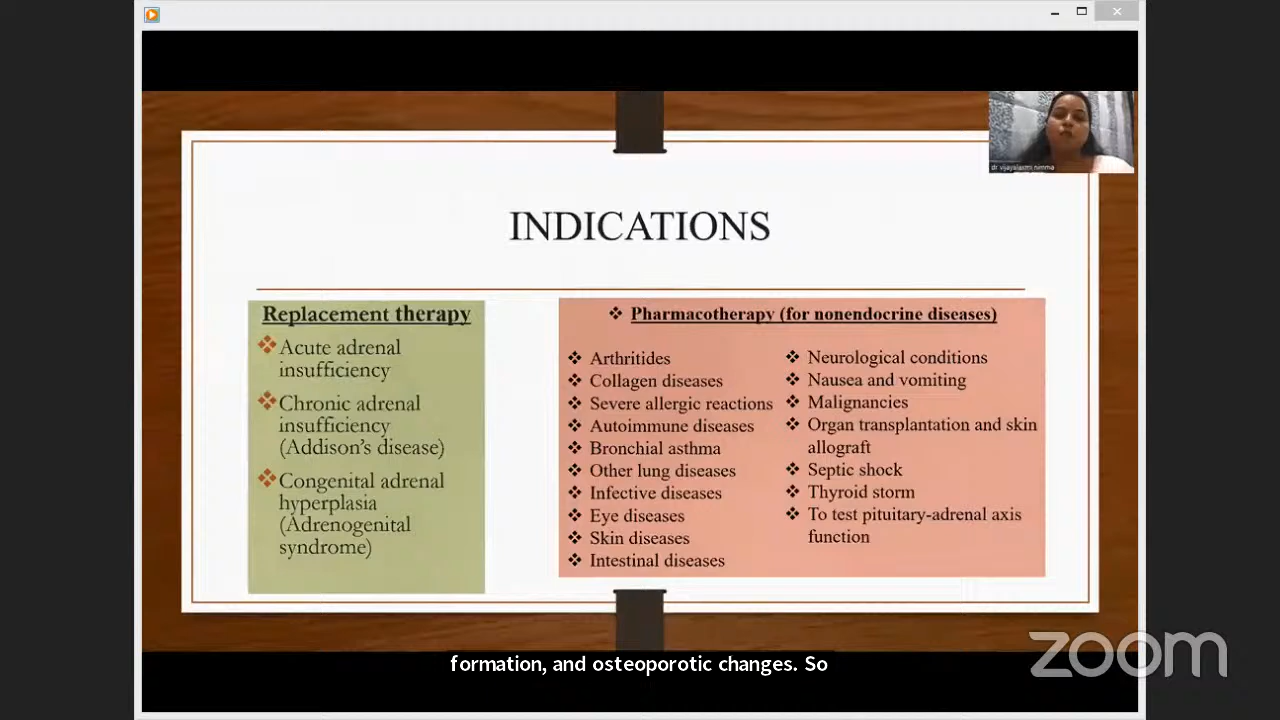 dr vijayalaxmi nimma
INDICATIONS
Replacement therapy
❖ Acute adrenal
insufficiency
❖ Chronic adrenal
insufficiency
(Addison's disease)
❖ Congenital adrenal
hyperplasia
(Adrenogenital
syndrome)
❖ Pharmacotherapy (for nonendocrine diseases)
❖ Arthritides
❖ Collagen diseases
❖ Severe allergic reactions
❖ Autoimmune diseases
❖ Bronchial asthma
❖ Other lung diseases
❖ Infective diseases
❖ Eye diseases
❖ Skin diseases
❖ Intestinal diseases
❖ Neurological conditions
❖ Nausea and vomiting
❖ Malignancies
❖ Organ transplantation and skin
allograft
❖ Septic shock
❖ Thyroid storm
❖ To test pituitary-adrenal axis
function
formation, and osteoporotic changes. So
zoom